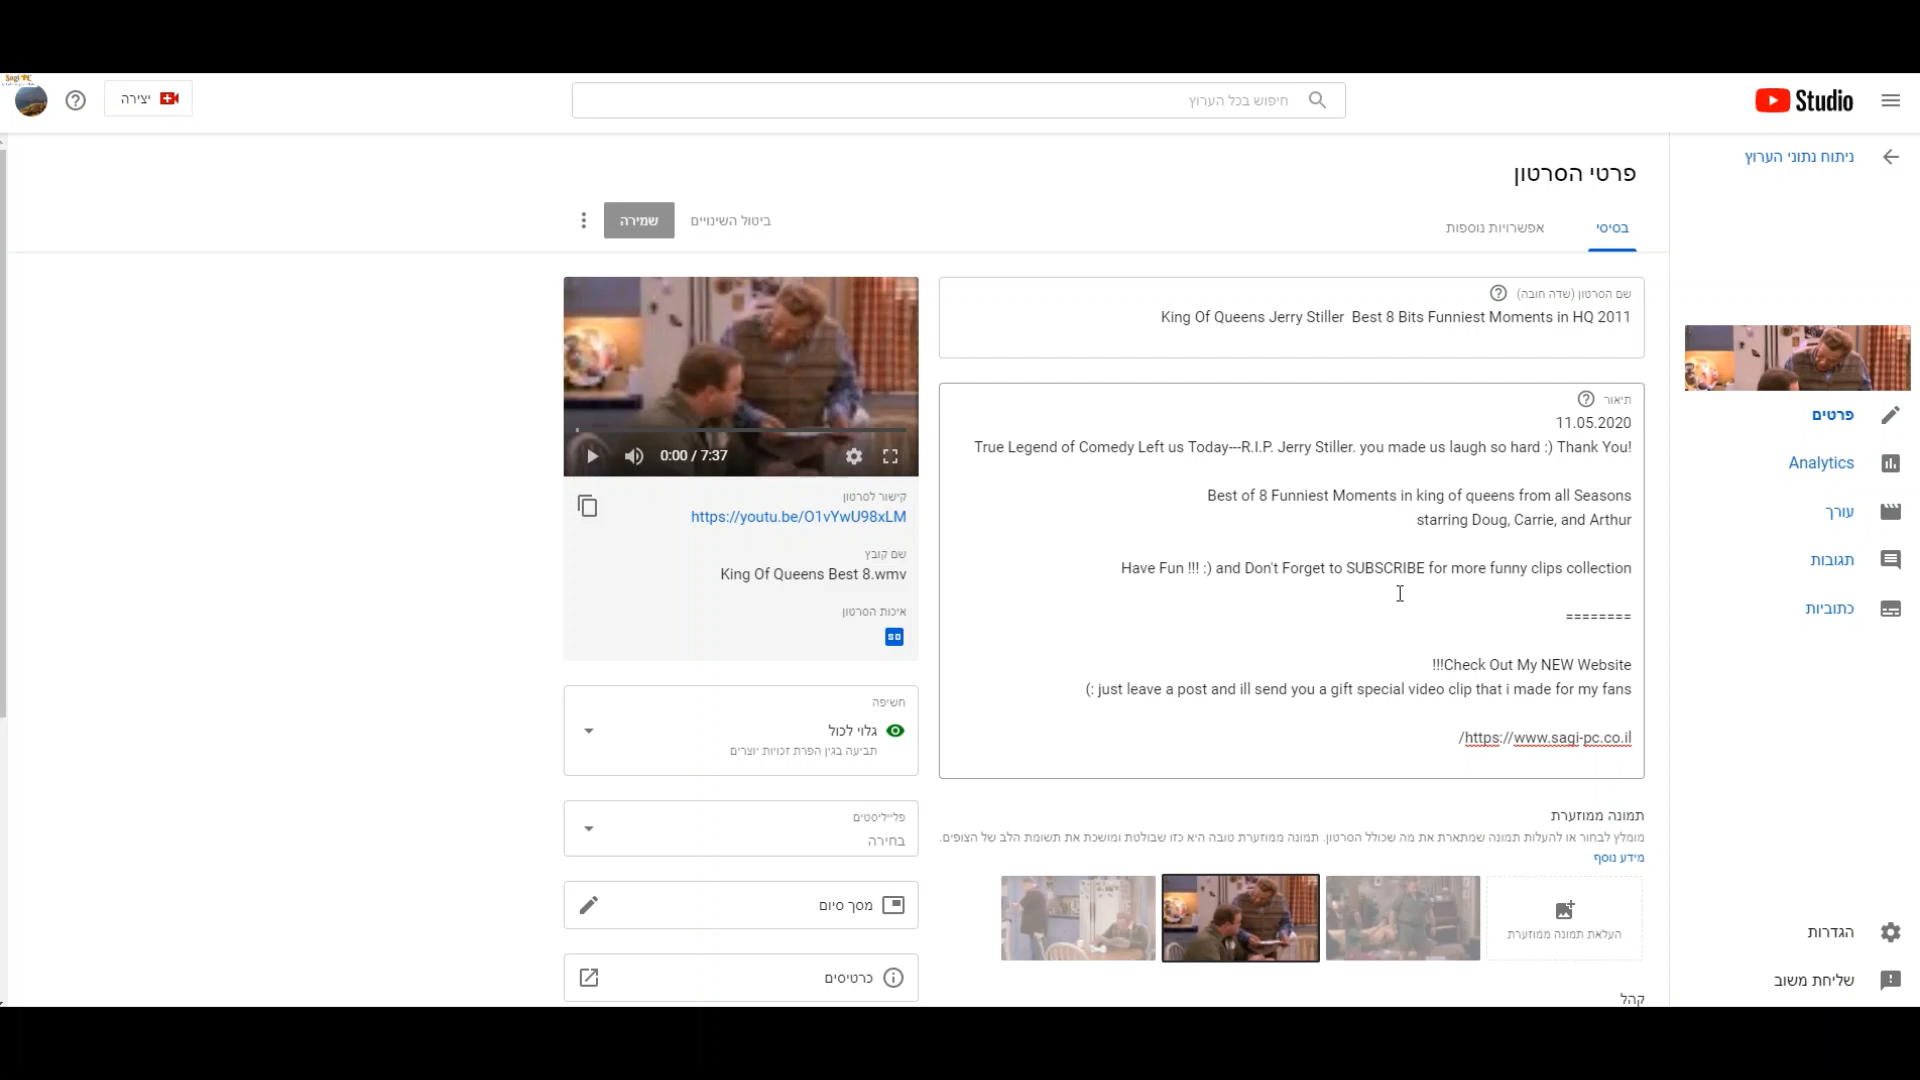 Sagi PC
יצירה
חיפוש בכל הערוץ
Studio
ניתוח נתוני הערוץ
פרטי הסרטון
בסיסי
אפשרויות נוספות
ביטול השינויים
שמירה
שם הסרטון (שדה חובה)
King Of Queens Jerry Stiller  Best 8 Bits Funniest Moments in HQ 2011
תיאור
11.05.2020
True Legend of Comedy Left us Today---R.I.P. Jerry Stiller. you made us laugh so hard :) Thank You!
Best of 8 Funniest Moments in king of queens from all Seasons
starring Doug, Carrie, and Arthur
Have Fun !!! :) and Don't Forget to SUBSCRIBE for more funny clips collection
========
!!!Check Out My NEW Website
(: just leave a post and ill send you a gift special video clip that i made for my fans
/https://www.sagi-pc.co.il
0:00 / 7:37
קישור לסרטון
https://youtu.be/O1vYwU98xLM
שם קובץ
King Of Queens Best 8.wmv
איכות הסרטון
SD
חשיפה
גלוי לכול
תביעה בגין הפרת זכויות יוצרים
פלייליסטים
בחירה
מסך סיום
כרטיסים
תמונה ממוזערת
מומלץ לבחור או להעלות תמונה שמתארת את מה שכולל הסרטון. תמונה ממוזערת טובה היא כזו שבולטת ומושכת את תשומת הלב של הצופים.
מידע נוסף
העלאת תמונה ממוזערת
קהל
פרטים
Analytics
עורך
תגובות
כתוביות
הגדרות
שליחת משוב